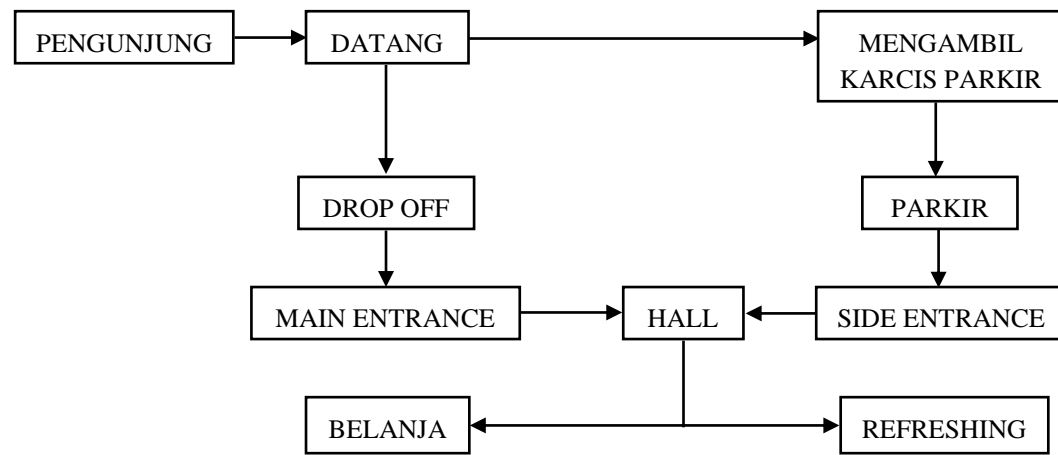 PENGUNJUNG
DATANG
MENGAMBIL
KARCIS PARKIR
DROP OFF
PARKIR
MAIN ENTRANCE
HALL
SIDE ENTRANCE
BELANJA
REFRESHING